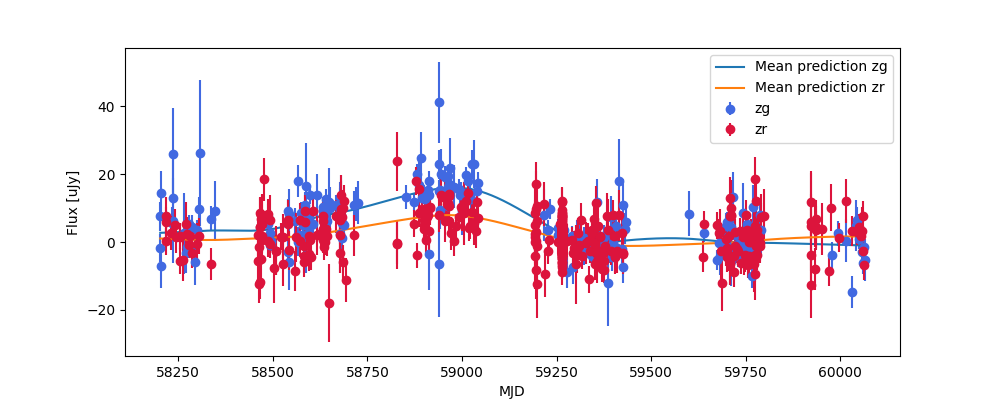 Mean prediction zg
Mean prediction zr
zg
zr
Flux [uJy]
40
20
0
−20
58250 58500 58750 59000 59250 59500 59750 60000
MJD